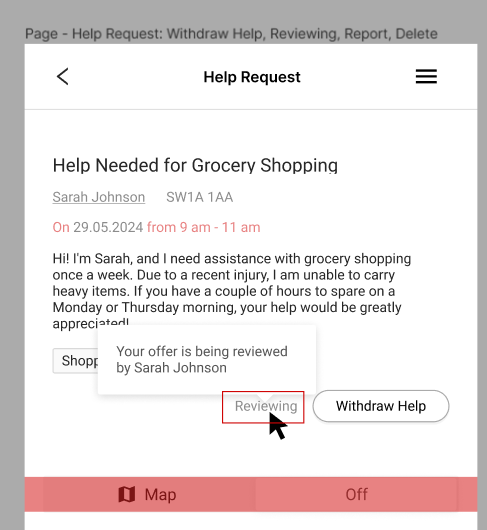 Page - Help Request: Withdraw Help, Reviewing, Report, Delete
Help Request
Help Needed for Grocery Shopping
Sarah Johnson SW1A 1AA
On 29.05.2024 from 9 am - 11 am
Hi! I'm Sarah, and I need assistance with grocery shopping
once a week. Due to a recent injury, I am unable to carry
heavy items. If you have a couple of hours to spare on a
Monday or Thursday morning, your help would be greatly
appreciated!
Shopp
Your offer is being reviewed
by Sarah Johnson
Reviewing Withdraw Help
Map Off